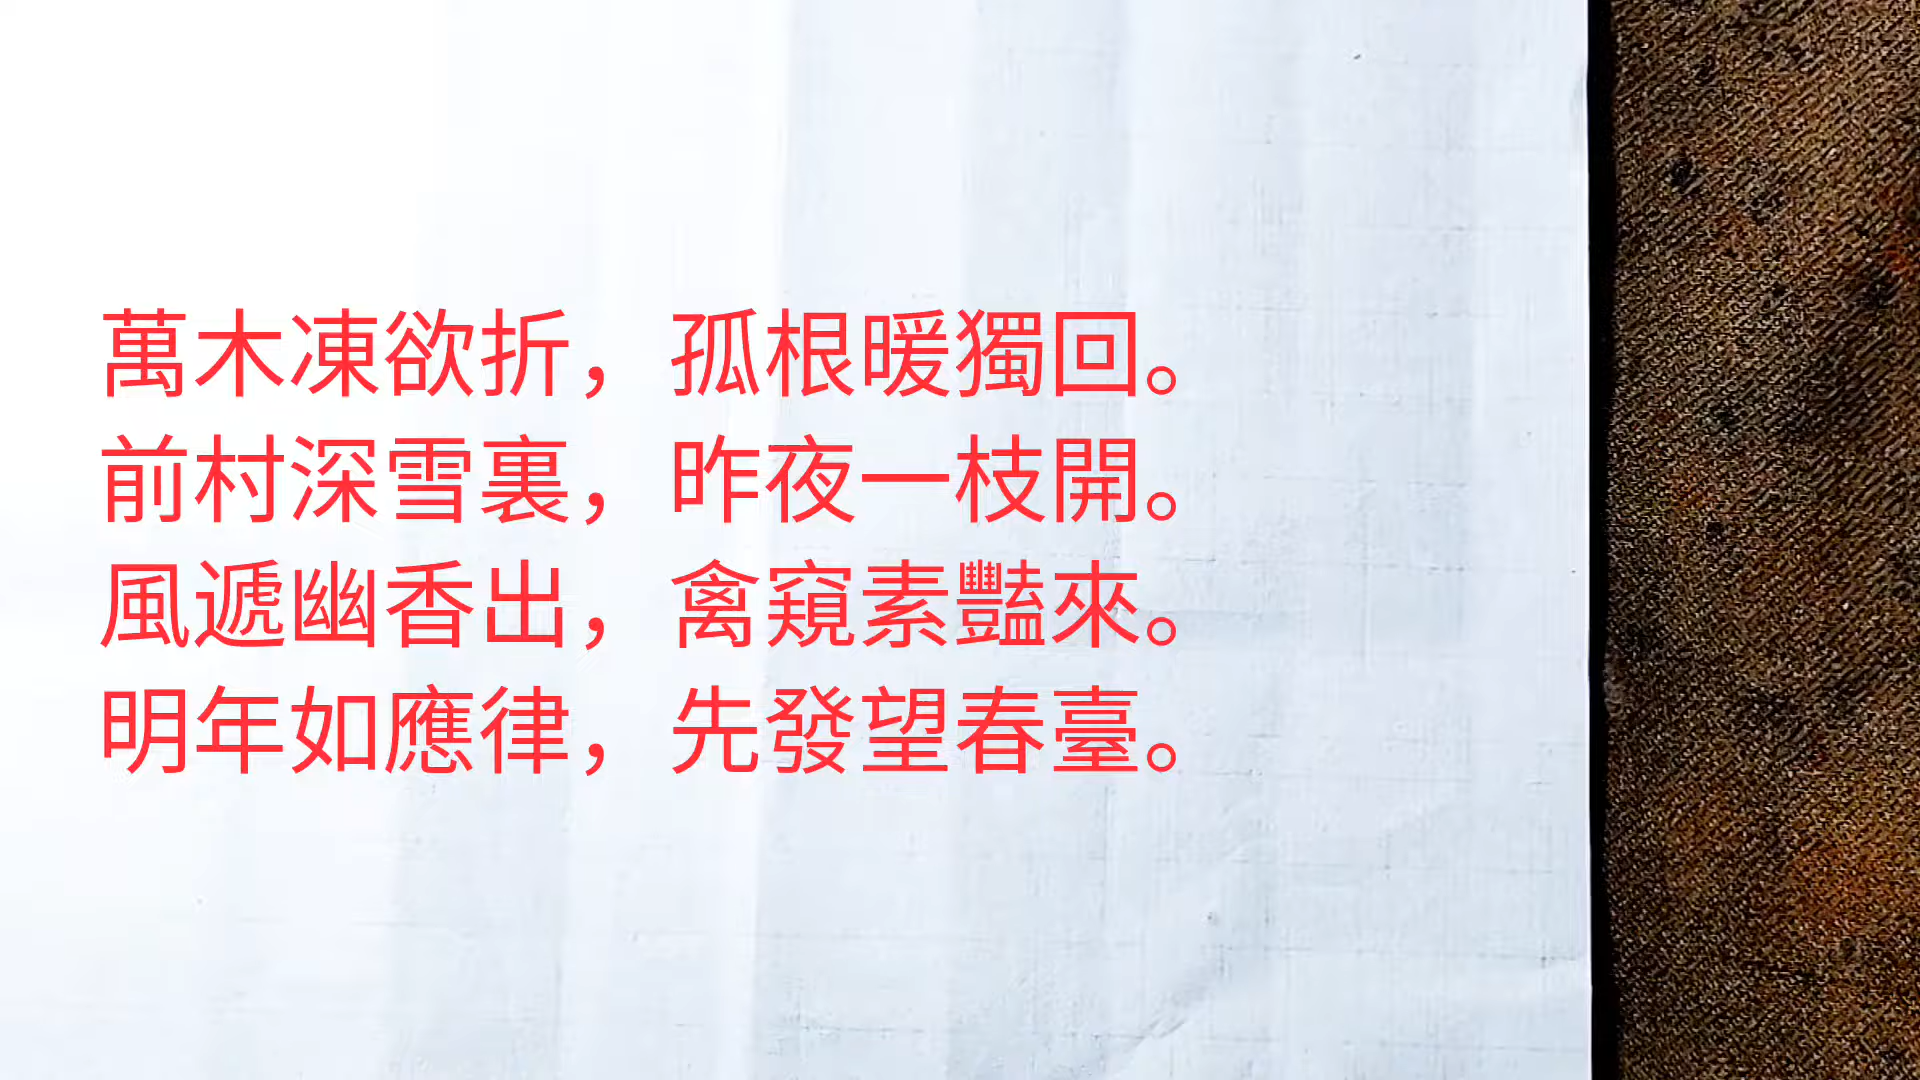 萬木凍欲折，孤根暖獨回。
前村深雪裏，昨夜一枝開。
風遞幽香出，禽窺素豔來。
明年如應律，先發望春臺。